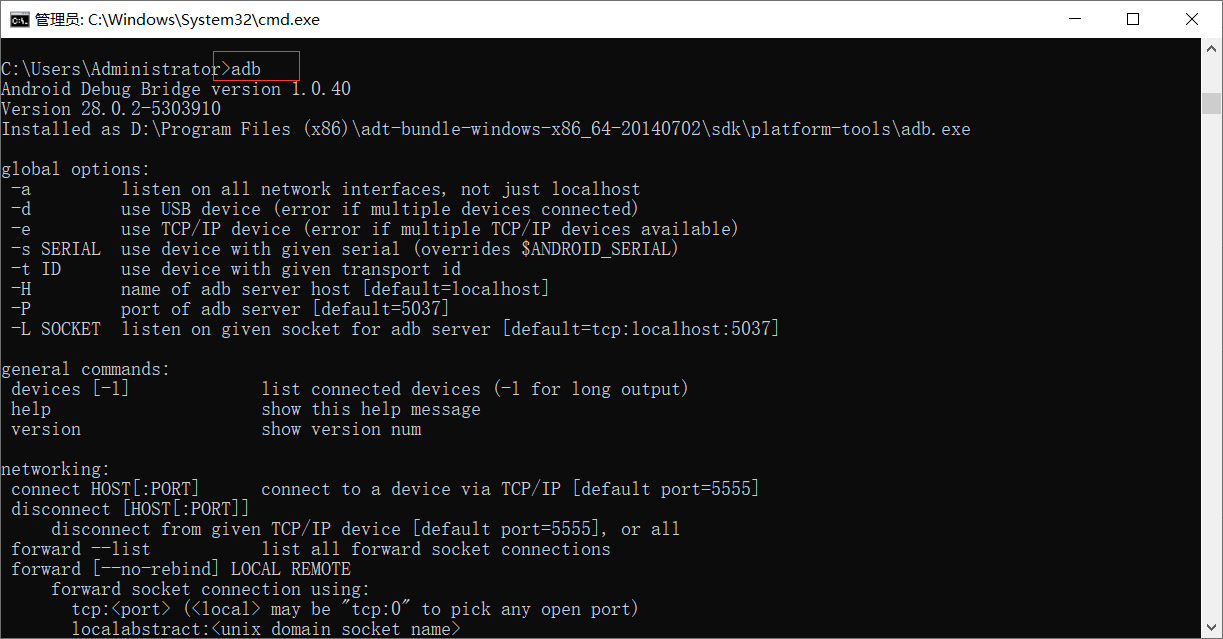 管理员: C:\Windows\System32\cmd.exe
C:\Users\Administrator>adb
Android Debug Bridge version 1.0.40
Version 28.0.2-5303910
Installed as D:\Program Files (x86)\adt-bundle-windows-x86_64-20140702\sdk\platform-tools\adb.exe
global options:
 -a         listen on all network interfaces, not just localhost
 -d         use USB device (error if multiple devices connected)
 -e         use TCP/IP device (error if multiple TCP/IP devices available)
 -s SERIAL  use device with given serial (overrides $ANDROID_SERIAL)
 -t ID      use device with given transport id
 -H         name of adb server host [default=localhost]
 -P         port of adb server [default=5037]
 -L SOCKET  listen on given socket for adb server [default=tcp:localhost:5037]
general commands:
 devices [-l]             list connected devices (-l for long output)
 help                     show this help message
 version                  show version num
networking:
 connect HOST[:PORT]      connect to a device via TCP/IP [default port=5555]
 disconnect [HOST[:PORT]]
     disconnect from given TCP/IP device [default port=5555], or all
 forward --list           list all forward socket connections
 forward [--no-rebind] LOCAL REMOTE
     forward socket connection using:
       tcp:<port> (<local> may be "tcp:0" to pick any open port)
       localabstract:<unix domain socket name>